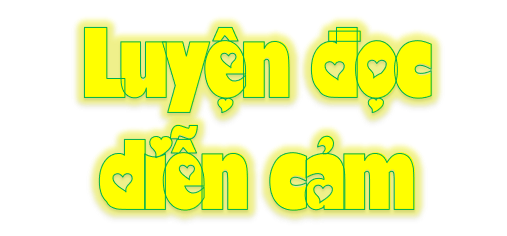 Luyện đọc
diễn cảm